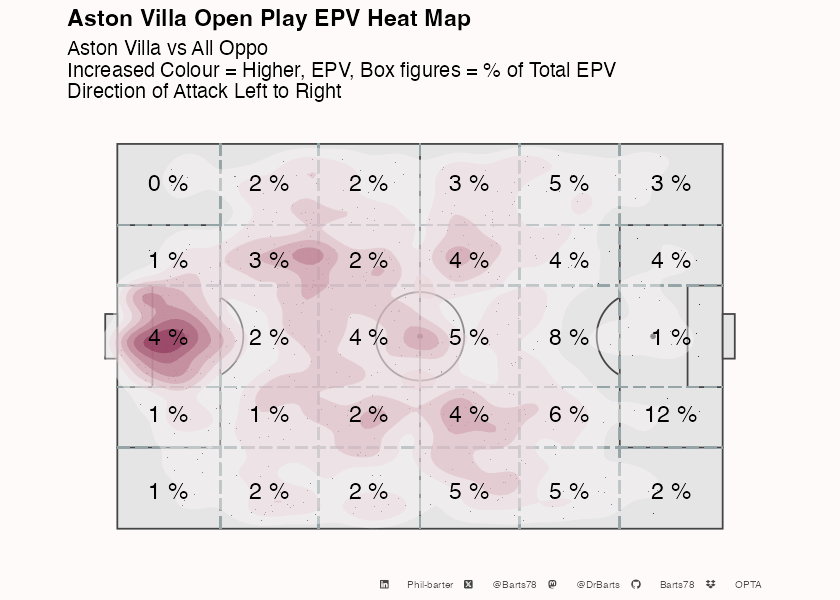 Aston Villa Open Play EPV Heat Map
Aston Villa vs All Oppo
Increased Colour = Higher, EPV, Box figures = % of Total EPV
Direction of Attack Left to Right
0 % 2 % 2 % 3 % 5 % 3 %
1 % 3 % 2 % 4 % 4 % 4 %
4 % 2 % 4 % 5 % 8 % 1 %
1 % 1 % 2 % 4 % 6 % 12 %
1 % 2 % 2 % 5 % 5 % 2 %
Phil-barter @Barts78 @DrBarts Barts78 OPTA